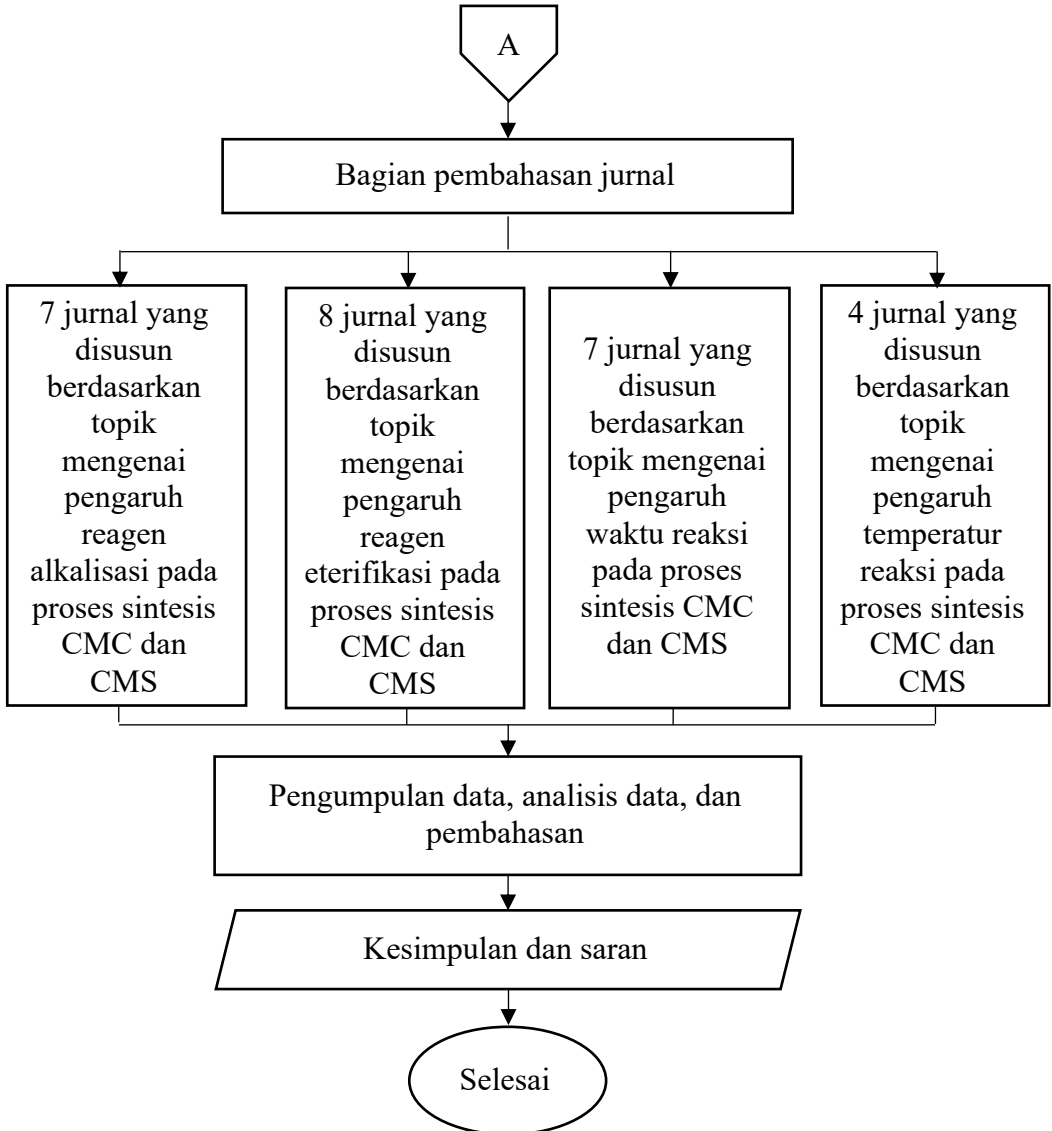 A
Bagian pembahasan jurnal
7 jurnal yang
disusun
berdasarkan
topik
mengenai
pengaruh
reagen
alkalisasi pada
proses sintesis
CMC dan
CMS
8 jurnal yang
disusun
berdasarkan
topik
mengenai
pengaruh
reagen
eterifikasi pada
proses sintesis
CMC dan
CMS
7 jurnal yang
disusun
berdasarkan
topik mengenai
pengaruh
waktu reaksi
pada proses
sintesis CMC
dan CMS
4 jurnal yang
disusun
berdasarkan
topik
mengenai
pengaruh
temperatur
reaksi pada
proses sintesis
CMC dan
CMS
Pengumpulan data, analisis data, dan
pembahasan
Kesimpulan dan saran
Selesai